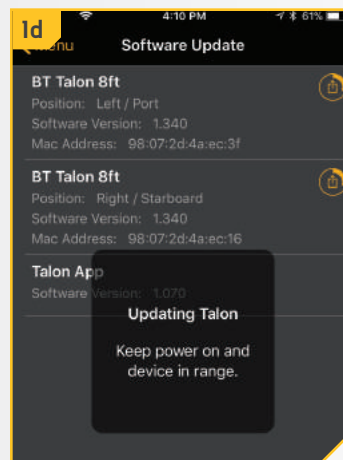 1d
4:10 PM
61%
Menu
Software Update
BT Talon 8ft
Position: Left / Port
Software Version: 1.340
Mac Address: 98:07:2d:4a:ec:3f
BT Talon 8ft
Position: Right / Starboard
Software Version: 1.340
Mac Address: 98:07:2d:4a:ec:16
Talon App
Software Version: 1.070
Updating Talon
Keep power on and
device in range.